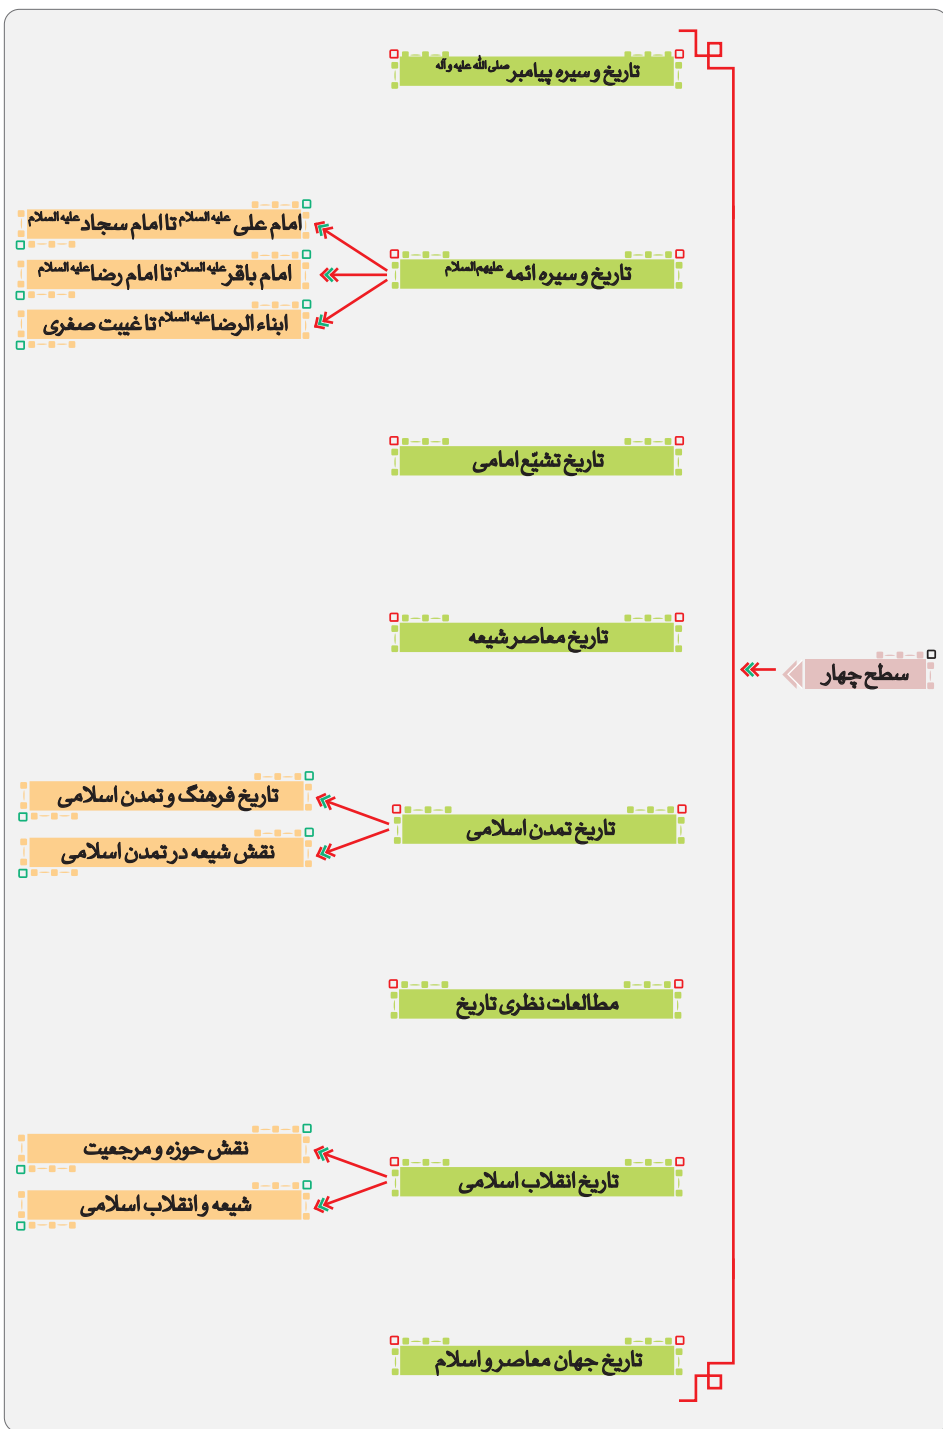 سطح چهار
تاریخ و سیره پیامبر صلی الله علیه و آله
تاریخ و سیره ائمه علیهم‌السلام
امام علی علیه السلام تا امام سجاد علیه السلام
امام باقر علیه السلام تا امام رضا علیه السلام
ابناء الرضا علیه السلام تا غیبت صغری
تاریخ تشیّع امامی
تاریخ معاصر شیعه
تاریخ تمدن اسلامی
تاریخ فرهنگ و تمدن اسلامی
نقش شیعه در تمدن اسلامی
مطالعات نظری تاریخ
تاریخ انقلاب اسلامی
نقش حوزه و مرجعیت
شیعه و انقلاب اسلامی
تاریخ جهان معاصر و اسلام